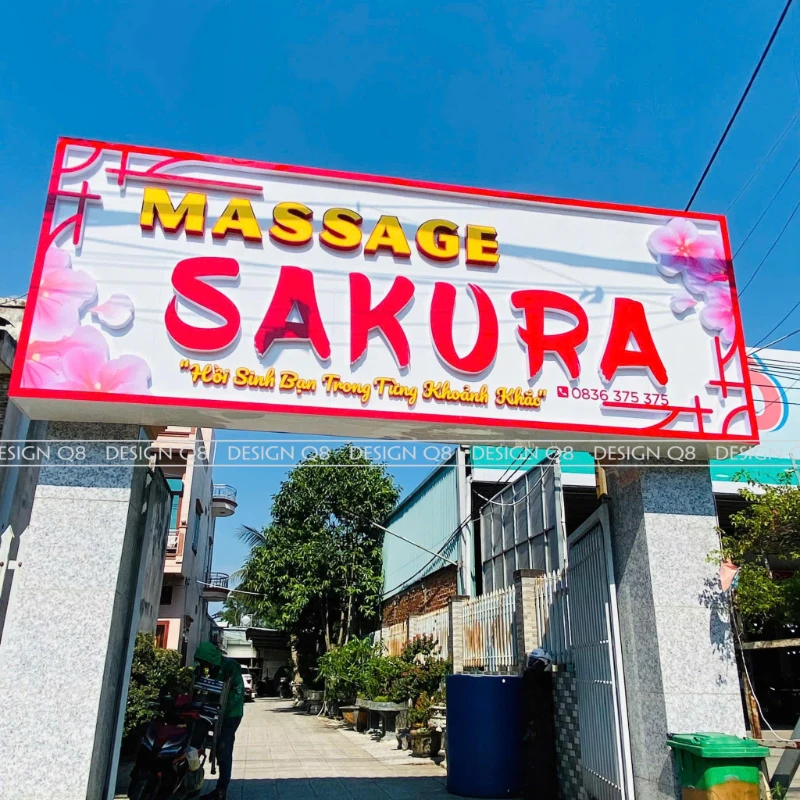 MASSAGE
SAKURA
"Hồi Sinh Bạn Trong Từng Khoảnh Khắc"
0836 375 375
DESIGN Q8 DESIGN Q8 DESIGN Q8 DESIGN Q8 DESIGN Q8 DESIGN Q8 DESIGN Q8